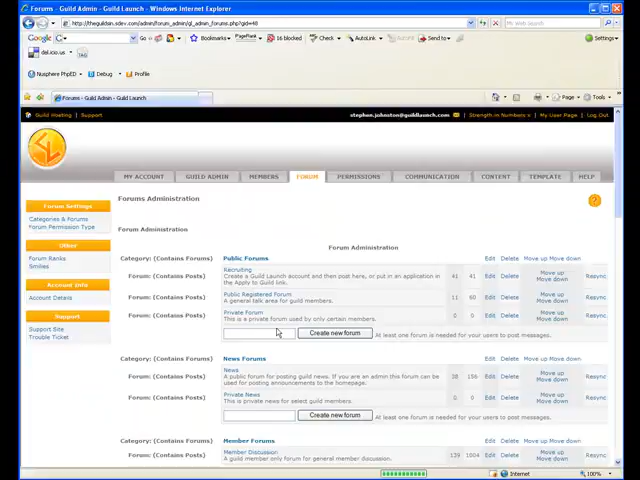 Forums - Guild Admin - Guild Launch - Windows Internet Explorer
Google
Go
Bookmarks
PageRank
16 blocked
Check
AutoLink
Send to
Settings
del.icio.us
TAG
Nusphere PhpED
Debug
Profile
Forums - Guild Admin - Guild Launch
Page
Tools
Guild Hosting | Support
stephen.johnston@guildlaunch.com
Strength in Numbers | My User Page | Log Out
MY ACCOUNT
GUILD ADMIN
MEMBERS
FORUM
PERMISSIONS
COMMUNICATION
CONTENT
TEMPLATE
HELP
Forum Settings
Categories & Forums
Forum Permission Type
Other
Forum Ranks
Smilies
Account Info
Account Details
Support
Support Site
Trouble Ticket
Forums Administration
?
Forum Administration
Forum Administration
Category: (Contains Forums) Public Forums Edit Delete Move up Move down
Forum: (Contains Posts) Recruiting
Create a Guild Launch account and then post here, or put in an application in the Apply to Guild link. 41 41 Edit Delete Move up Move down Resync
Forum: (Contains Posts) Public Registered Forum
A general talk area for guild members. 11 60 Edit Delete Move up Move down Resync
Forum: (Contains Posts) Private Forum
This is a private forum used by only certain members. 0 0 Edit Delete Move up Move down Resync
Create new forum At least one forum is needed for your users to post messages.
Category: (Contains Forums) News Forums Edit Delete Move up Move down
Forum: (Contains Posts) News
A public forum for posting guild news. If you are an admin this forum can be used for posting announcements to the homepage. 38 156 Edit Delete Move up Move down Resync
Forum: (Contains Posts) Private News
This is private news for select guild members. 0 0 Edit Delete Move up Move down Resync
Create new forum At least one forum is needed for your users to post messages.
Category: (Contains Forums) Member Forums Edit Delete Move up Move down
Forum: (Contains Posts) Member Discussion
A guild member only forum for general member discussion. 139 1004 Edit Delete Move up Move down Resync
Internet
100%